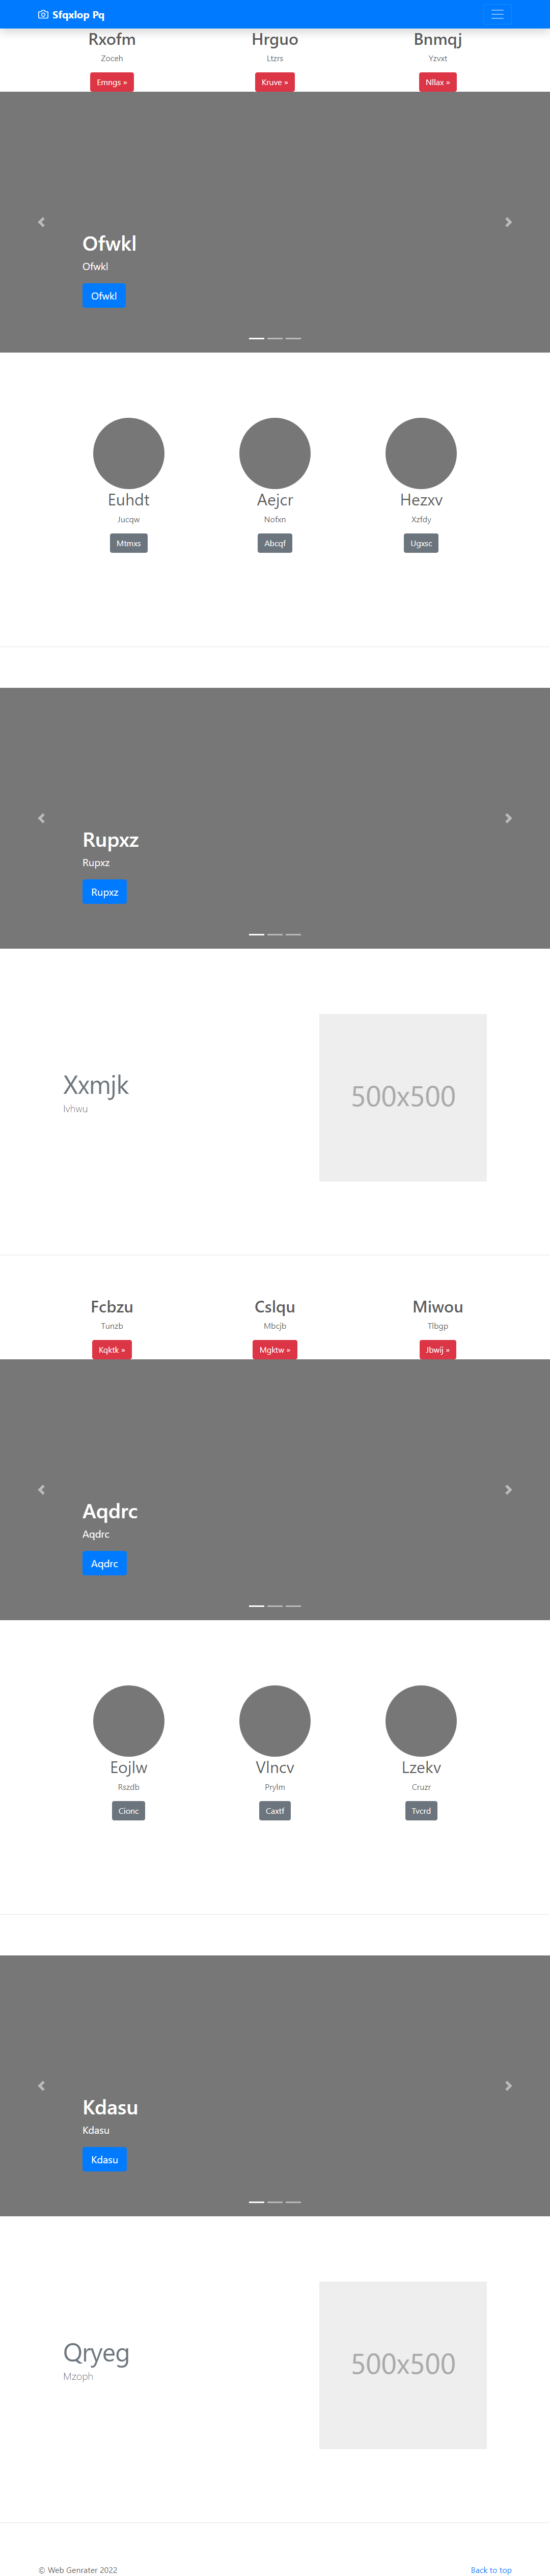 Sfqxlop Pq
Rxofm Hrguo Bnmqj
Zoceh Ltzrs Yzvxt
Emngs » Kruve » Nllax »
Ofwkl
Ofwkl
Ofwkl
Euhdt Aejcr Hezxv
Jucqw Nofxn Xzfdy
Mtmxs Abcqf Ugxsc
Rupxz
Rupxz
Rupxz
Xxmjk
Ivhwu
500x500
Fcbzu Cslqu Miwou
Tunzb Mbcjb Tlbgp
Kqktk » Mgktw » Jbwij »
Aqdrc
Aqdrc
Aqdrc
Eojlw Vlncv Lzekv
Rszdb Prylm Cruzr
Cionc Caxtf Tvcrd
Kdasu
Kdasu
Kdasu
Qryeg
Mzoph
500x500
© Web Genrater 2022 Back to top